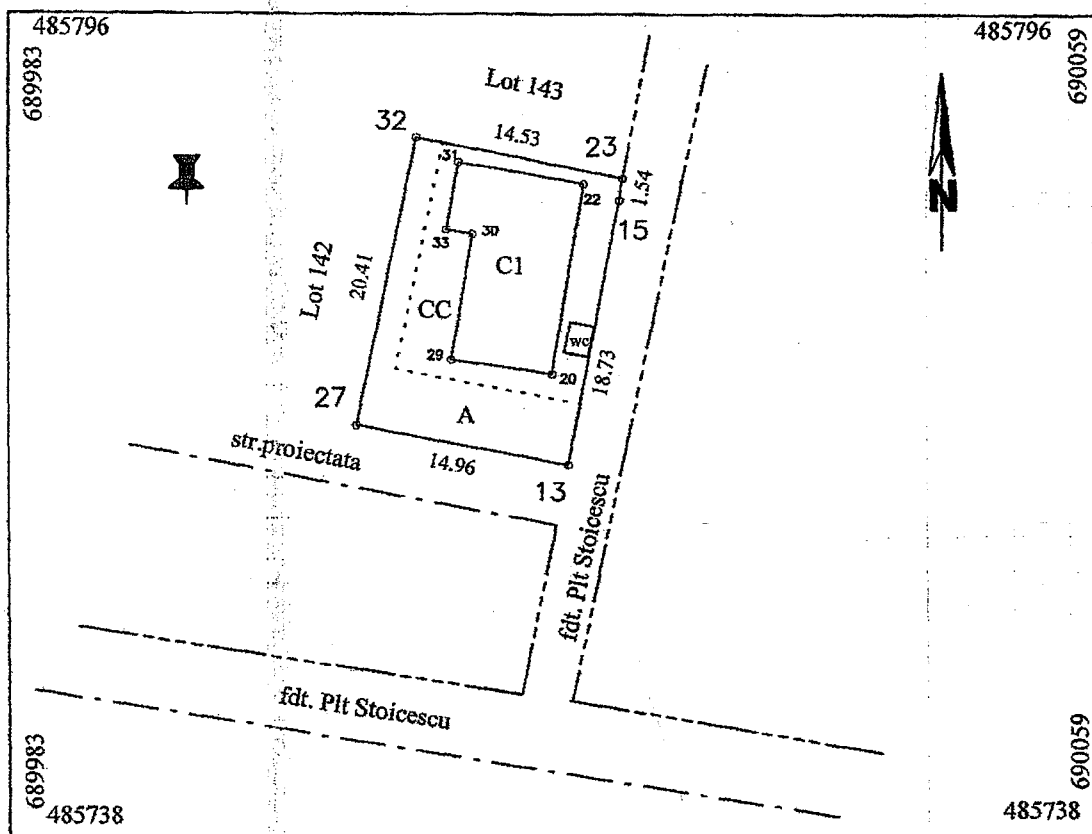 485796
485796
689983
690059
Lot 143
32
14.53
23
31
22
1.54
15
N
33
30
C1
Lot 142
20.41
CC
wc
29
20
18.73
27
A
str.proiectata
14.96
13
fdt. Plt Stoicescu
fdt. Plt Stoicescu
689983
690059
485738
485738